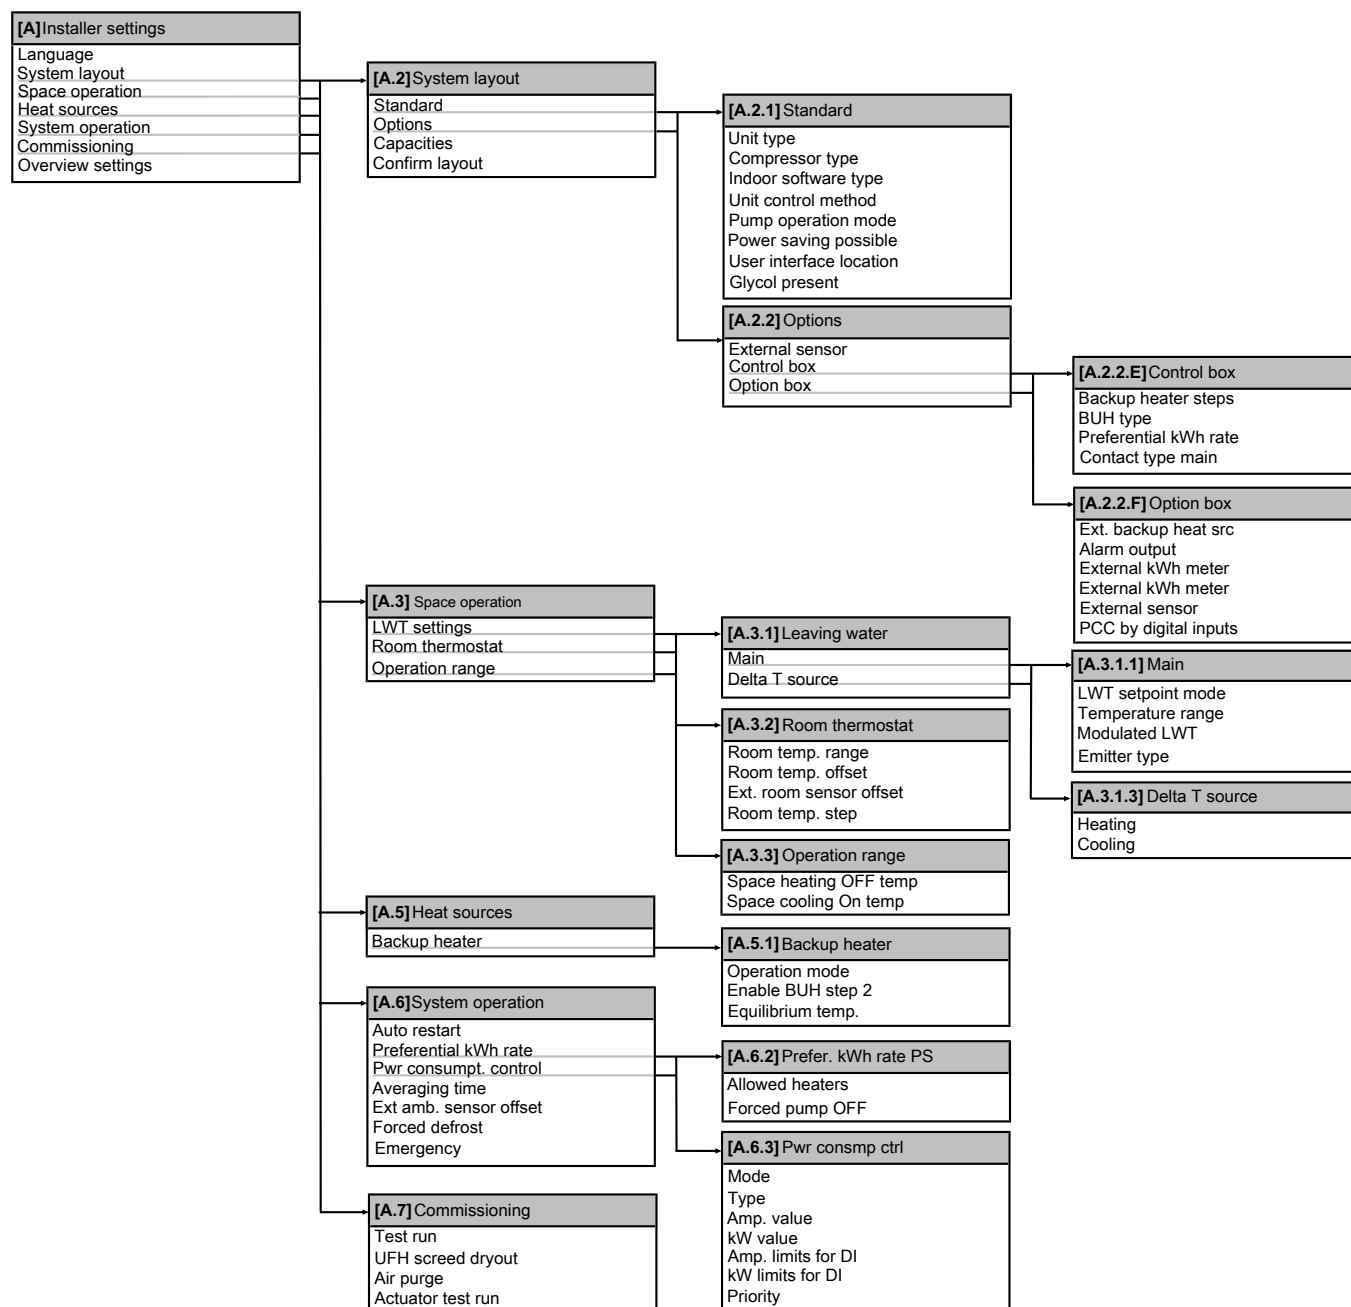 [A]Installer settings
Language
System layout
Space operation
Heat sources
System operation
Commissioning
Overview settings
[A.2]System layout
Standard
Options
Capacities
Confirm layout
[A.2.1]Standard
Unit type
Compressor type
Indoor software type
Unit control method
Pump operation mode
Power saving possible
User interface location
Glycol present
[A.2.2]Options
External sensor
Control box
Option box
[A.2.2.E]Control box
Backup heater steps
BUH type
Preferential kWh rate
Contact type main
[A.2.2.F]Option box
Ext. backup heat src
Alarm output
External kWh meter
External kWh meter
External sensor
PCC by digital inputs
[A.3] Space operation
LWT settings
Room thermostat
Operation range
[A.3.1]Leaving water
Main
Delta T source
[A.3.1.1] Main
LWT setpoint mode
Temperature range
Modulated LWT
Emitter type
[A.3.1.3] Delta T source
Heating
Cooling
[A.3.2]Room thermostat
Room temp. range
Room temp. offset
Ext. room sensor offset
Room temp. step
[A.3.3]Operation range
Space heating OFF temp
Space cooling On temp
[A.5]Heat sources
Backup heater
[A.5.1]Backup heater
Operation mode
Enable BUH step 2
Equilibrium temp.
[A.6]System operation
Auto restart
Preferential kWh rate
Pwr consumpt. control
Averaging time
Ext amb. sensor offset
Forced defrost
Emergency
[A.6.2]Prefer. kWh rate PS
Allowed heaters
Forced pump OFF
[A.6.3]Pwr consmp ctrl
Mode
Type
Amp. value
kW value
Amp. limits for DI
kW limits for DI
Priority
[A.7]Commissioning
Test run
UFH screed dryout
Air purge
Actuator test run